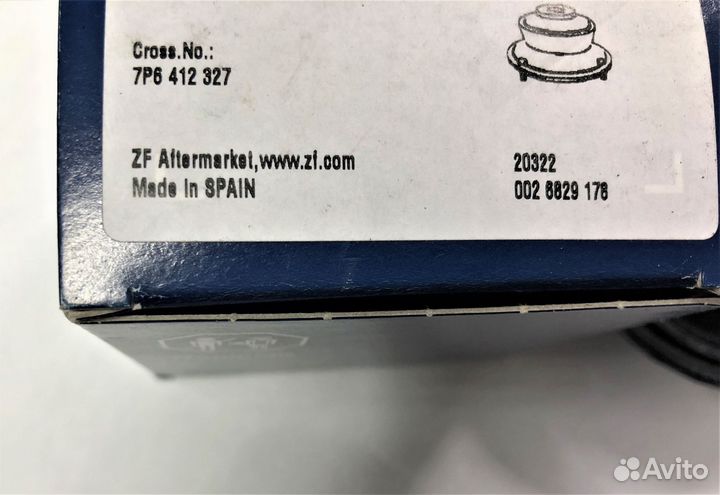 Cross.No.:
7P6 412 327
ZF Aftermarket,www.zf.com
20322
Made in SPAIN
002 6829 176
Avito